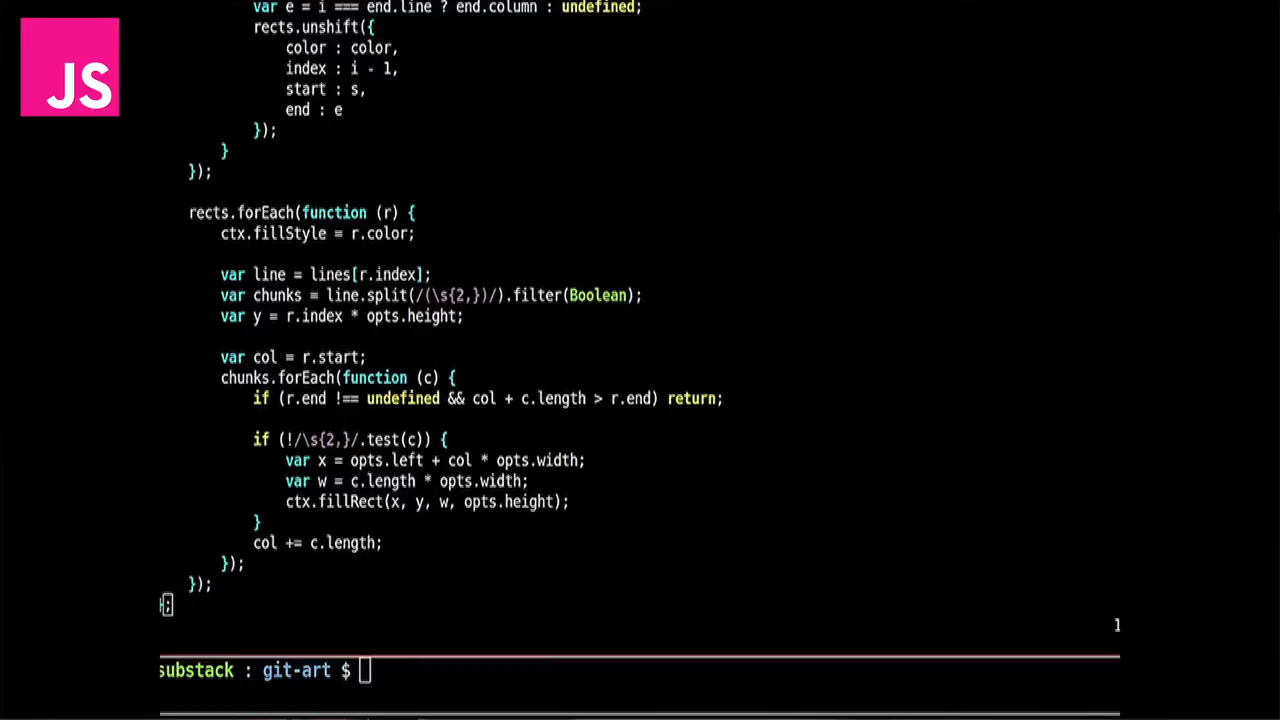 JS
            var e = i === end.line ? end.column : undefined;
            rects.unshift({
                color : color,
                index : i - 1,
                start : s,
                end : e
            });
        }
    });

    rects.forEach(function (r) {
        ctx.fillStyle = r.color;

        var line = lines[r.index];
        var chunks = line.split(/(\s{2,})/).filter(Boolean);
        var y = r.index * opts.height;

        var col = r.start;
        chunks.forEach(function (c) {
            if (r.end !== undefined && col + c.length > r.end) return;

            if (!/\s{2,}/.test(c)) {
                var x = opts.left + col * opts.width;
                var w = c.length * opts.width;
                ctx.fillRect(x, y, w, opts.height);
            }
            col += c.length;
        });
    });
};
1
substack : git-art $